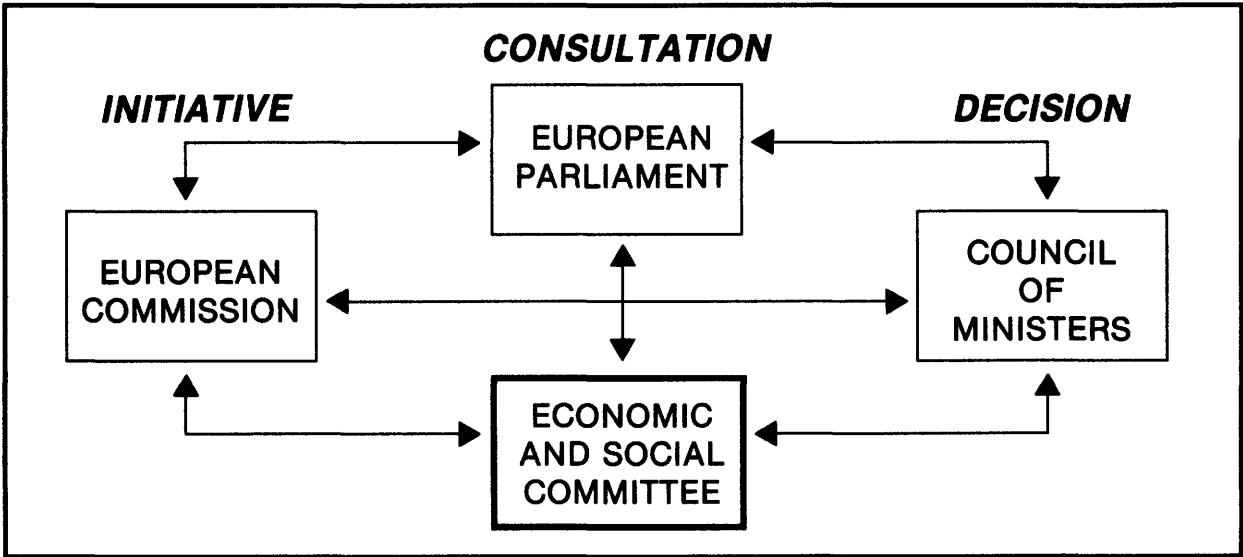 CONSULTATION
INITIATIVE
DECISION
EUROPEAN
PARLIAMENT
EUROPEAN
COMMISSION
COUNCIL
OF
MINISTERS
ECONOMIC
AND SOCIAL
COMMITTEE